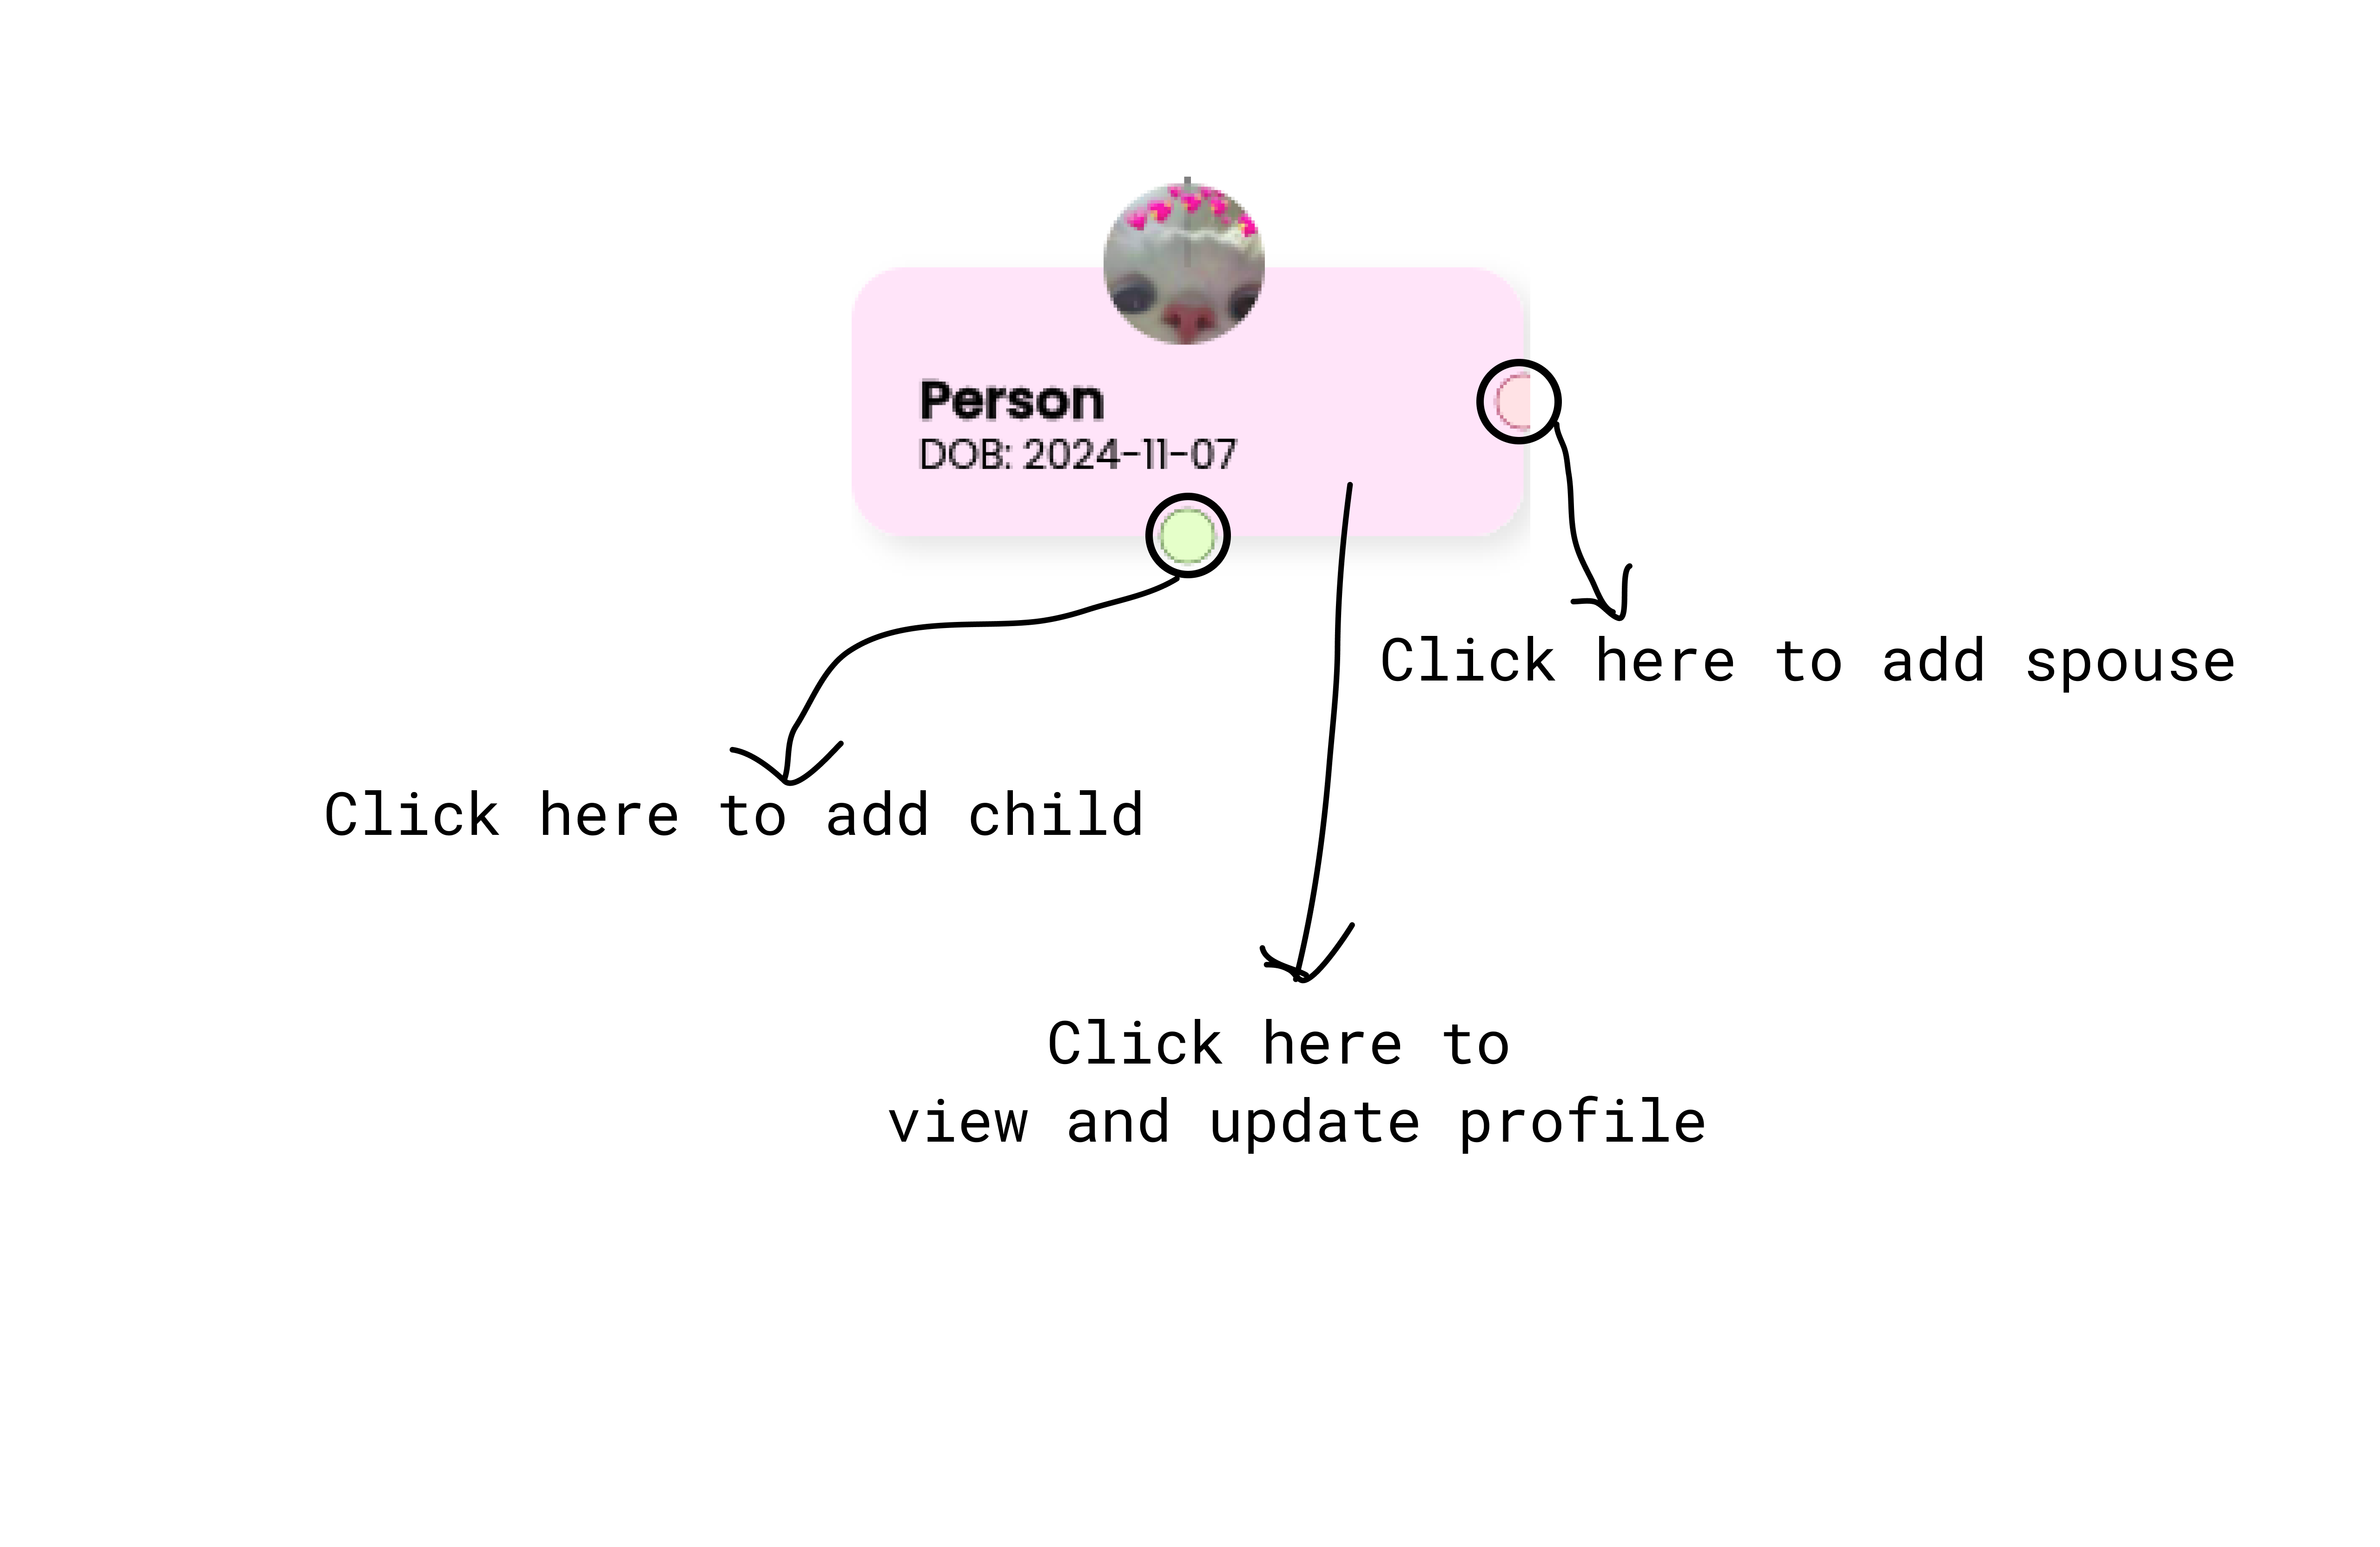 Person
DOB: 2024-11-07
Click here to add spouse
Click here to add child
Click here to
view and update profile